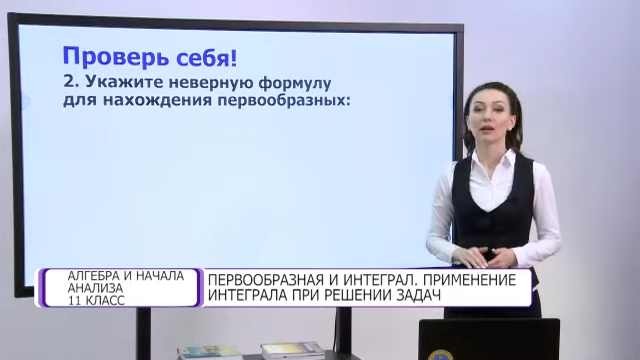 Проверь себя!
2. Укажите неверную формулу
для нахождения первообразных:
АЛГЕБРА И НАЧАЛА
АНАЛИЗА
11 КЛАСС
ПЕРВООБРАЗНАЯ И ИНТЕГРАЛ. ПРИМЕНЕНИЕ
ИНТЕГРАЛА ПРИ РЕШЕНИИ ЗАДАЧ